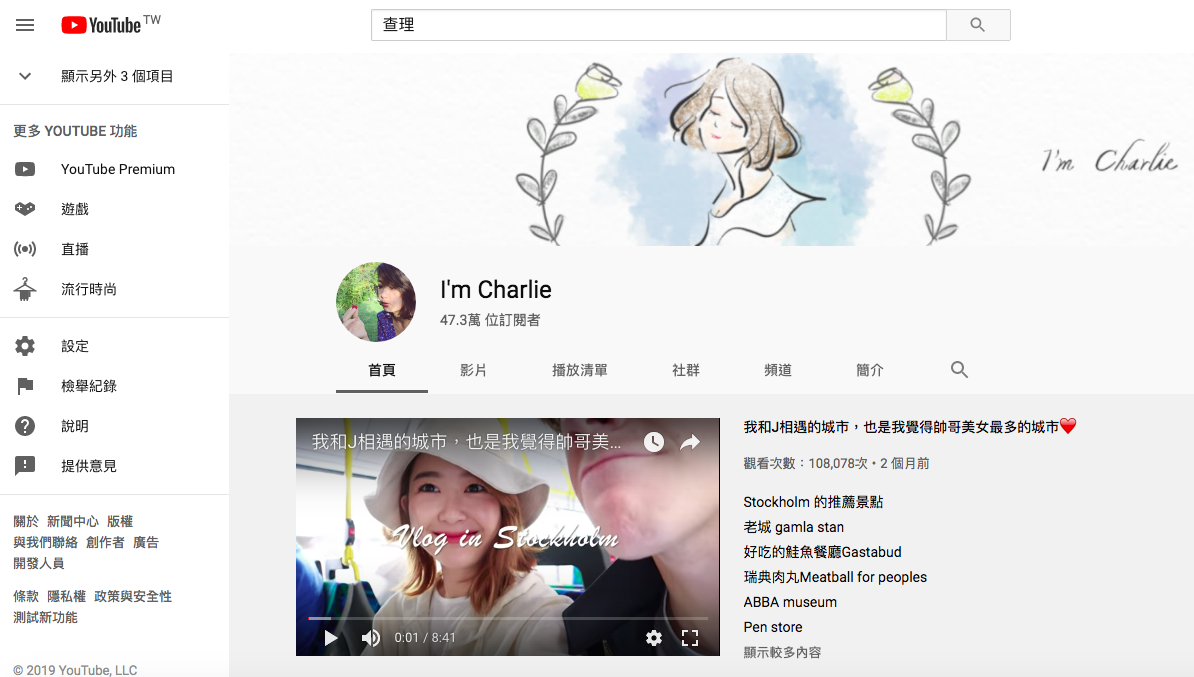 YouTube TW
查理
顯示另外 3 個項目
更多 YOUTUBE 功能
YouTube Premium
遊戲
直播
流行時尚
設定
檢舉紀錄
說明
提供意見
關於 新聞中心 版權
與我們聯絡 創作者 廣告
開發人員
條款 隱私權 政策與安全性
測試新功能
© 2019 YouTube, LLC
I'm Charlie
I'm Charlie
47.3萬 位訂閱者
首頁 影片 播放清單 社群 頻道 簡介
我和J相遇的城市，也是我覺得帥哥美...
Vlog in Stockholm
0:01 / 8:41
我和J相遇的城市，也是我覺得帥哥美女最多的城市❤️
觀看次數：108,078次 • 2 個月前
Stockholm 的推薦景點
老城 gamla stan
好吃的鮭魚餐廳Gastabud
瑞典肉丸Meatball for peoples
ABBA museum
Pen store
顯示較多內容